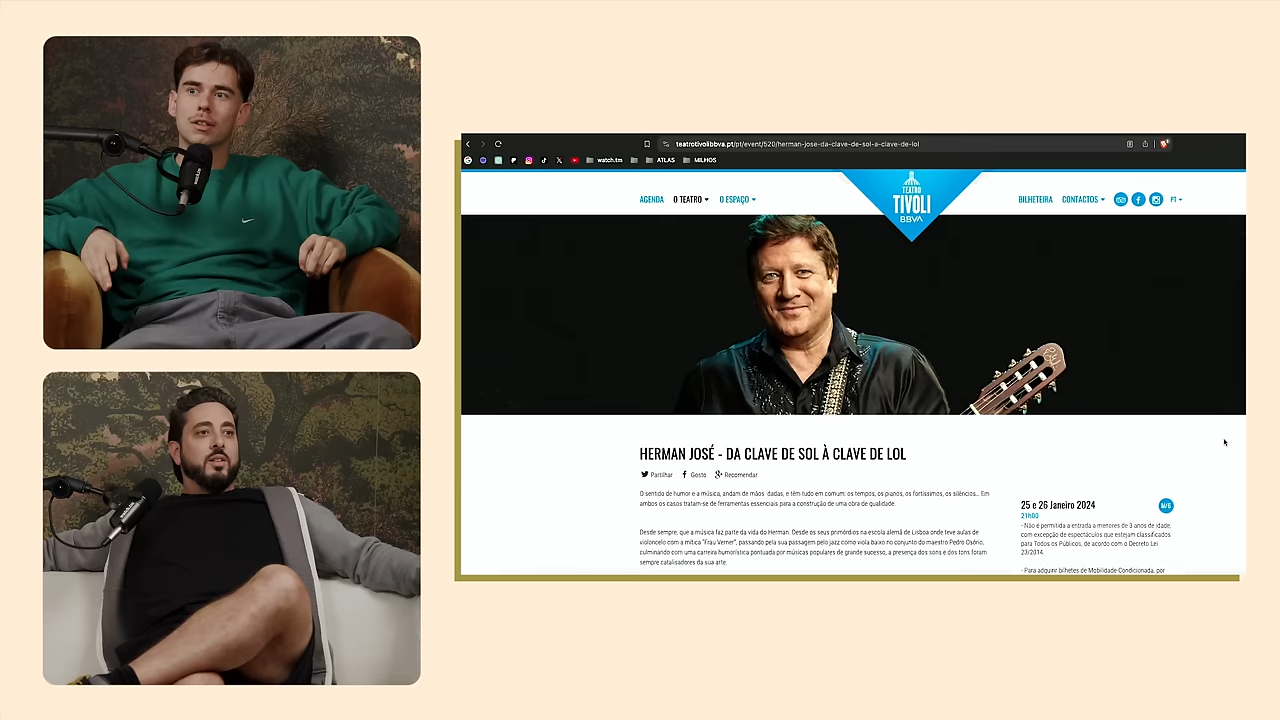 teatrotivolibbva.pt/pt/event/520/herman-jose-da-clave-de-sol-a-clave-de-lol
watch.tm ATLAS MILHOS
AGENDA O TEATRO O ESPAÇO
TEATRO
TIVOLI
BBVA
BILHETEIRA CONTACTOS PT
HERMAN JOSÉ - DA CLAVE DE SOL À CLAVE DE LOL
Partilhar Gosto Recomendar
O sentido de humor e a música, andam de mãos dadas, e têm tudo em comum: os tempos, os pianos, os fortíssimos, os silêncios... Em
ambos os casos tratam-se de ferramentas essenciais para a construção de uma obra de qualidade.
Desde sempre, que a música faz parte da vida do Herman. Desde os seus primórdios na escola alemã de Lisboa onde teve aulas de
violoncelo com a mítica "Frau Verner", passando pela sua passagem pelo jazz como viola baixo no conjunto do maestro Pedro Osório,
culminando com uma carreira humorística pontuada por músicas populares de grande sucesso, a presença dos sons e dos tons foram
sempre catalisadores da sua arte.
25 e 26 Janeiro 2024
M/6
21h00
- Não é permitida a entrada a menores de 3 anos de idade,
com excepção de espectáculos que estejam classificados
para Todos os Públicos, de acordo com o Decreto Lei
23/2014.
- Para adquirir bilhetes de Mobilidade Condicionada, por